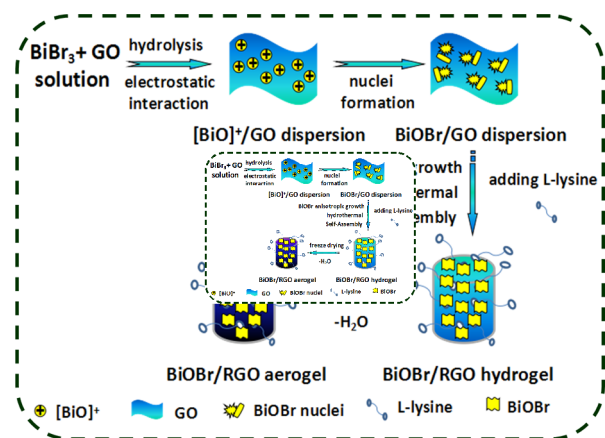 BiBr3+ GO
solution
hydrolysis
electrostatic
interaction
nuclei
formation
[BiO]+/GO dispersion
BiOBr/GO dispersion
rowth
ermal
embly
adding L-lysine
BiBr3+ GO
solution
hydrolysis
electrostatic
interaction
nuclei
formation
[BiO]+/GO dispersion
BiOBr/GO dispersion
BiOBr anisotropic growth
hydrothermal
Self-Assembly
adding L-lysine
freeze drying
-H2O
BiOBr/RGO aerogel
BiOBr/RGO hydrogel
[BiO]+
GO
BiOBr nuclei
L-lysine
BiOBr
-H2O
BiOBr/RGO aerogel
BiOBr/RGO hydrogel
[BiO]+
GO
BiOBr nuclei
L-lysine
BiOBr